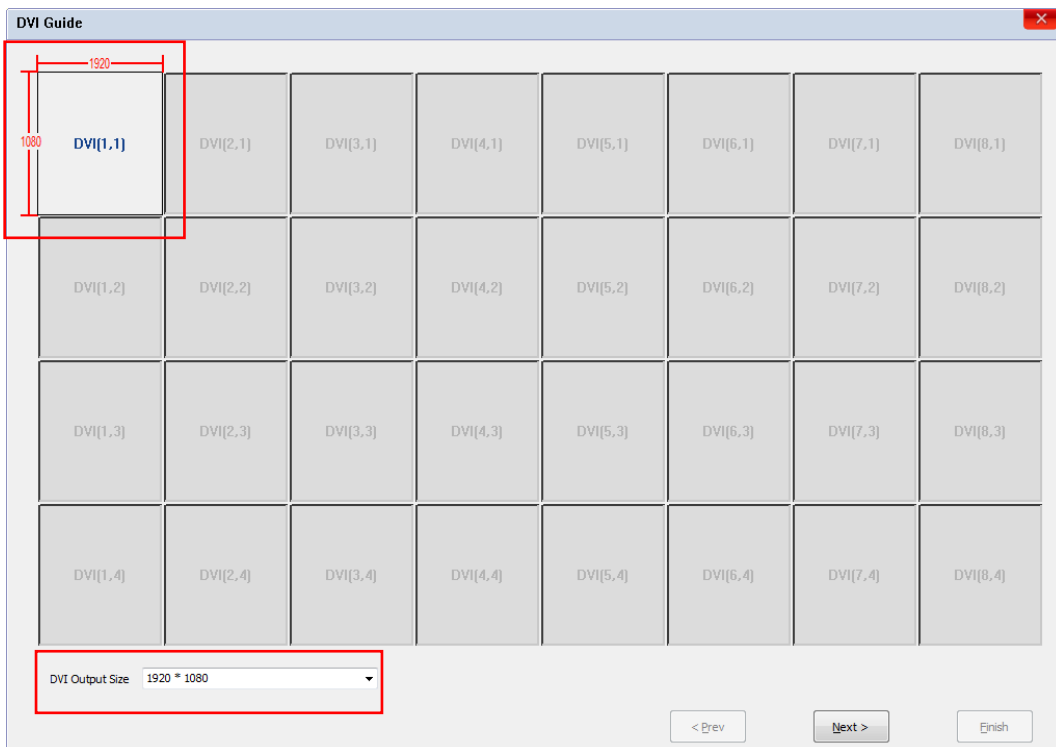 DVI Guide
1920
1080
DVI(1,1) DVI(2,1) DVI(3,1) DVI(4,1) DVI(5,1) DVI(6,1) DVI(7,1) DVI(8,1)
DVI(1,2) DVI(2,2) DVI(3,2) DVI(4,2) DVI(5,2) DVI(6,2) DVI(7,2) DVI(8,2)
DVI(1,3) DVI(2,3) DVI(3,3) DVI(4,3) DVI(5,3) DVI(6,3) DVI(7,3) DVI(8,3)
DVI(1,4) DVI(2,4) DVI(3,4) DVI(4,4) DVI(5,4) DVI(6,4) DVI(7,4) DVI(8,4)
DVI Output Size 1920 * 1080
< Prev Next > Finish